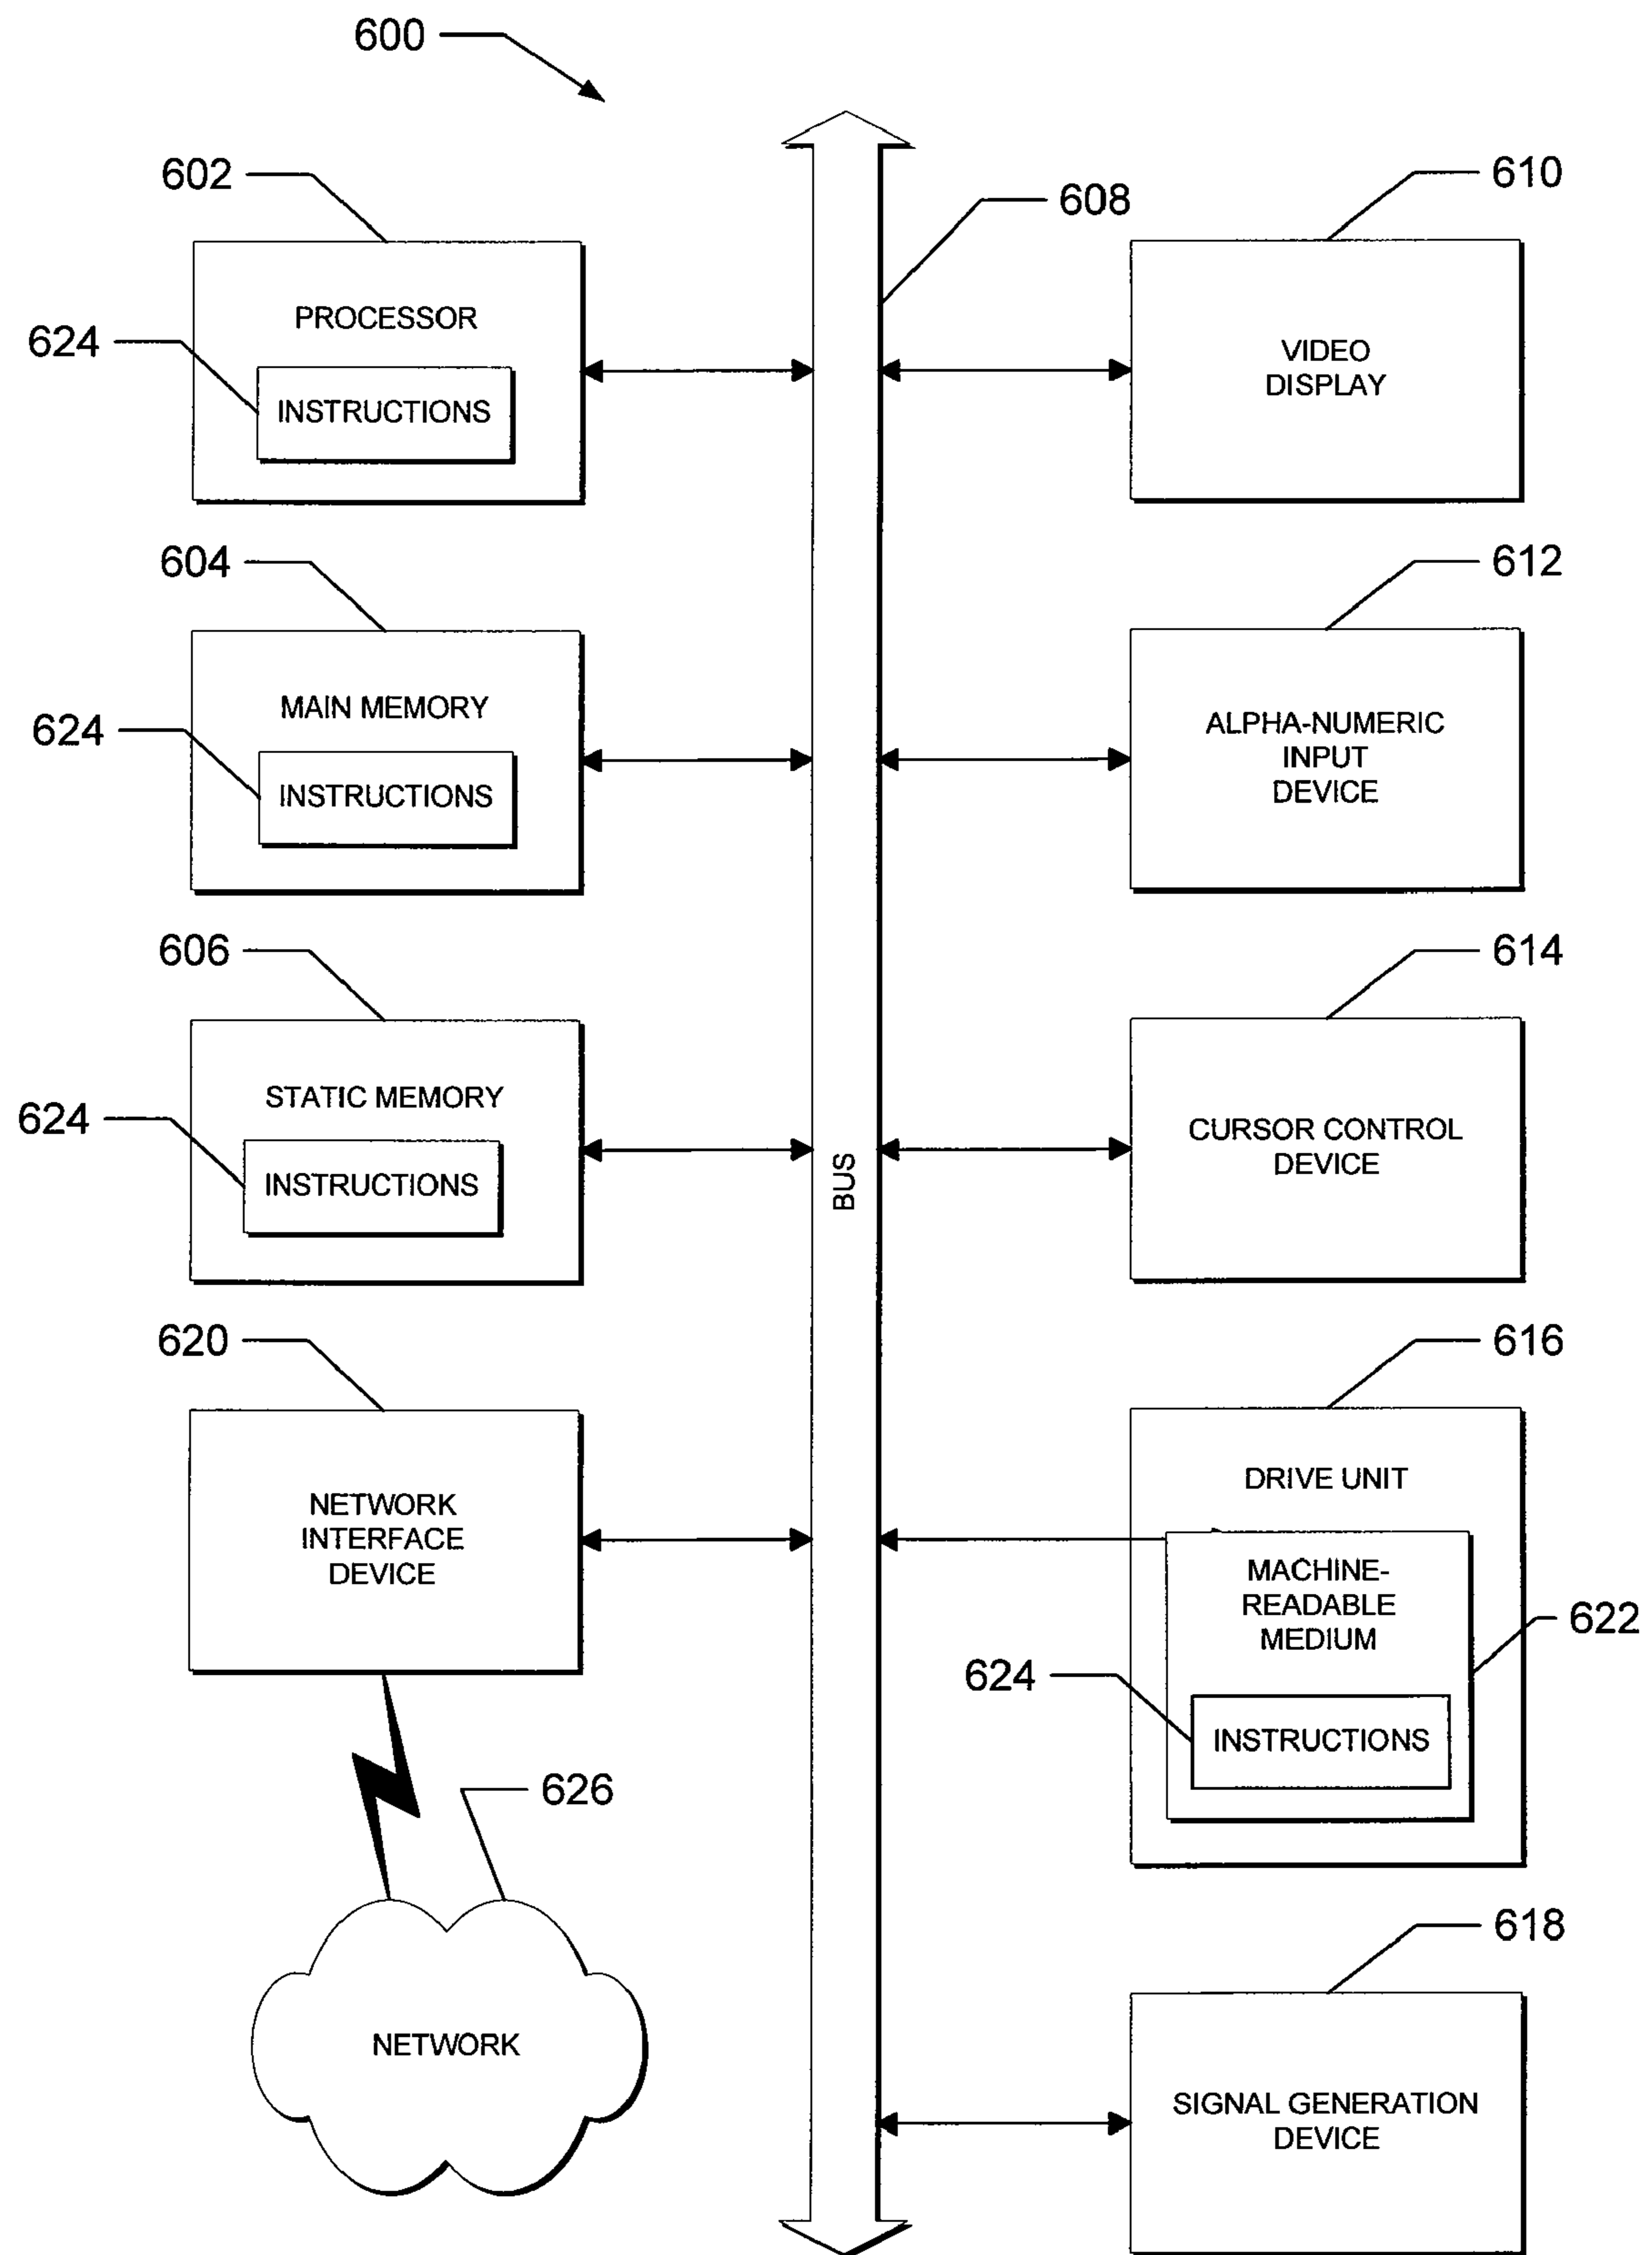 600
602
608
610
PROCESSOR
624
INSTRUCTIONS
VIDEO
DISPLAY
604
612
MAIN MEMORY
624
INSTRUCTIONS
ALPHA-NUMERIC
INPUT
DEVICE
606
614
STATIC MEMORY
624
INSTRUCTIONS
BUS
CURSOR CONTROL
DEVICE
620
616
NETWORK
INTERFACE
DEVICE
DRIVE UNIT
MACHINE-
READABLE
MEDIUM
622
624
INSTRUCTIONS
626
NETWORK
618
SIGNAL GENERATION
DEVICE